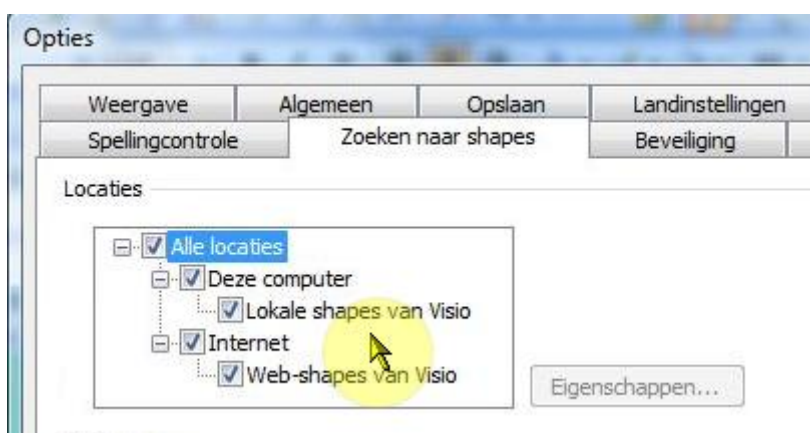 Opties
Weergave Algemeen Opslaan Landinstellingen
Spellingcontrole Zoeken naar shapes Beveiliging
Locaties
Alle locaties
Deze computer
Lokale shapes van Visio
Internet
Web-shapes van Visio
Eigenschappen...